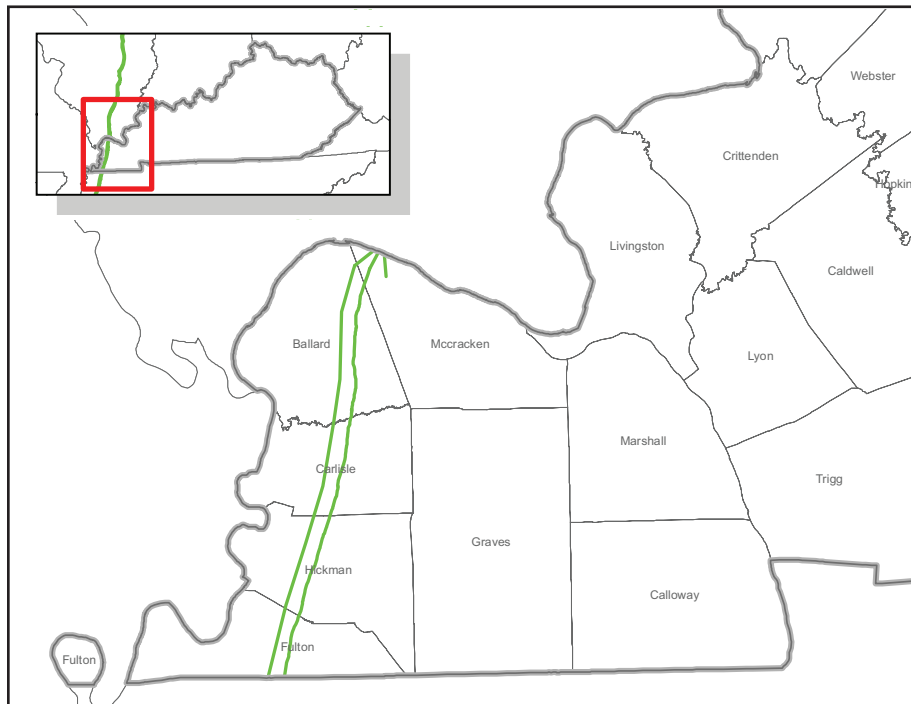 Webster
Crittenden
Hopkin
Livingston
Caldwell
Ballard
Mccracken
Lyon
Marshall
Carlisle
Trigg
Graves
Hickman
Calloway
Fulton
Fulton